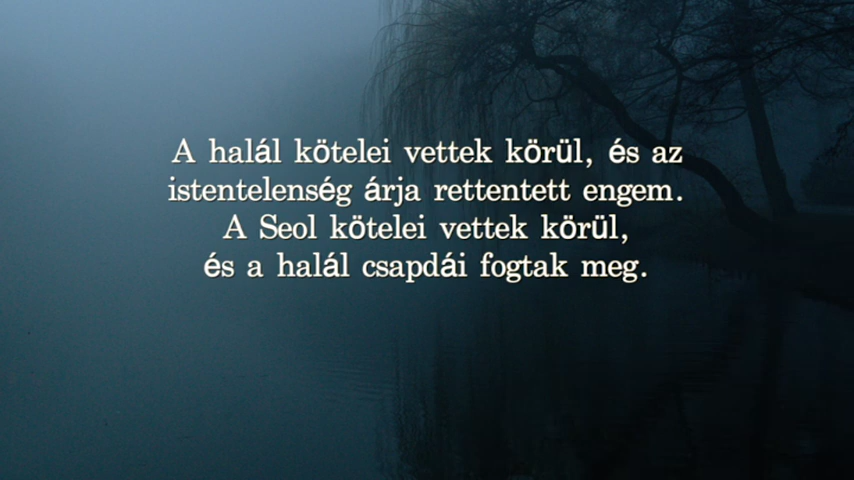 A halál kötelei vettek körül, és az
istentelenség árja rettentett engem.
A Seol kötelei vettek körül,
és a halál csapdái fogtak meg.